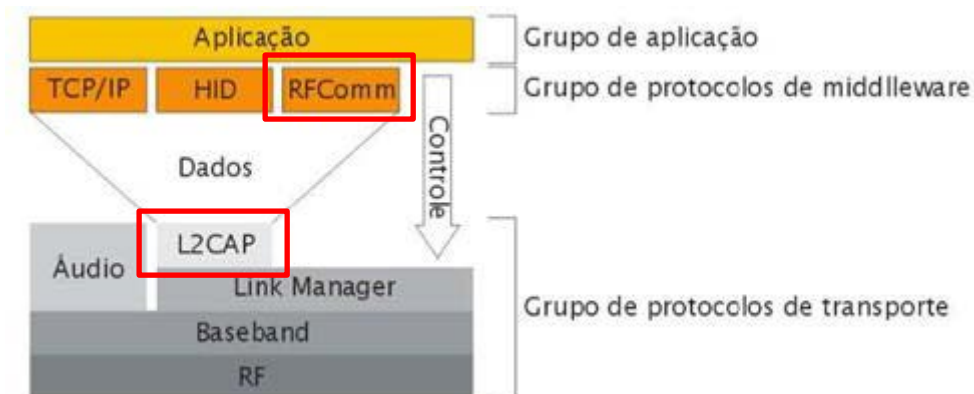 Aplicação
Grupo de aplicação
TCP/IP
HID
RFComm
Grupo de protocolos de middlleware
Controle
Dados
L2CAP
Áudio
Link Manager
Grupo de protocolos de transporte
Baseband
RF